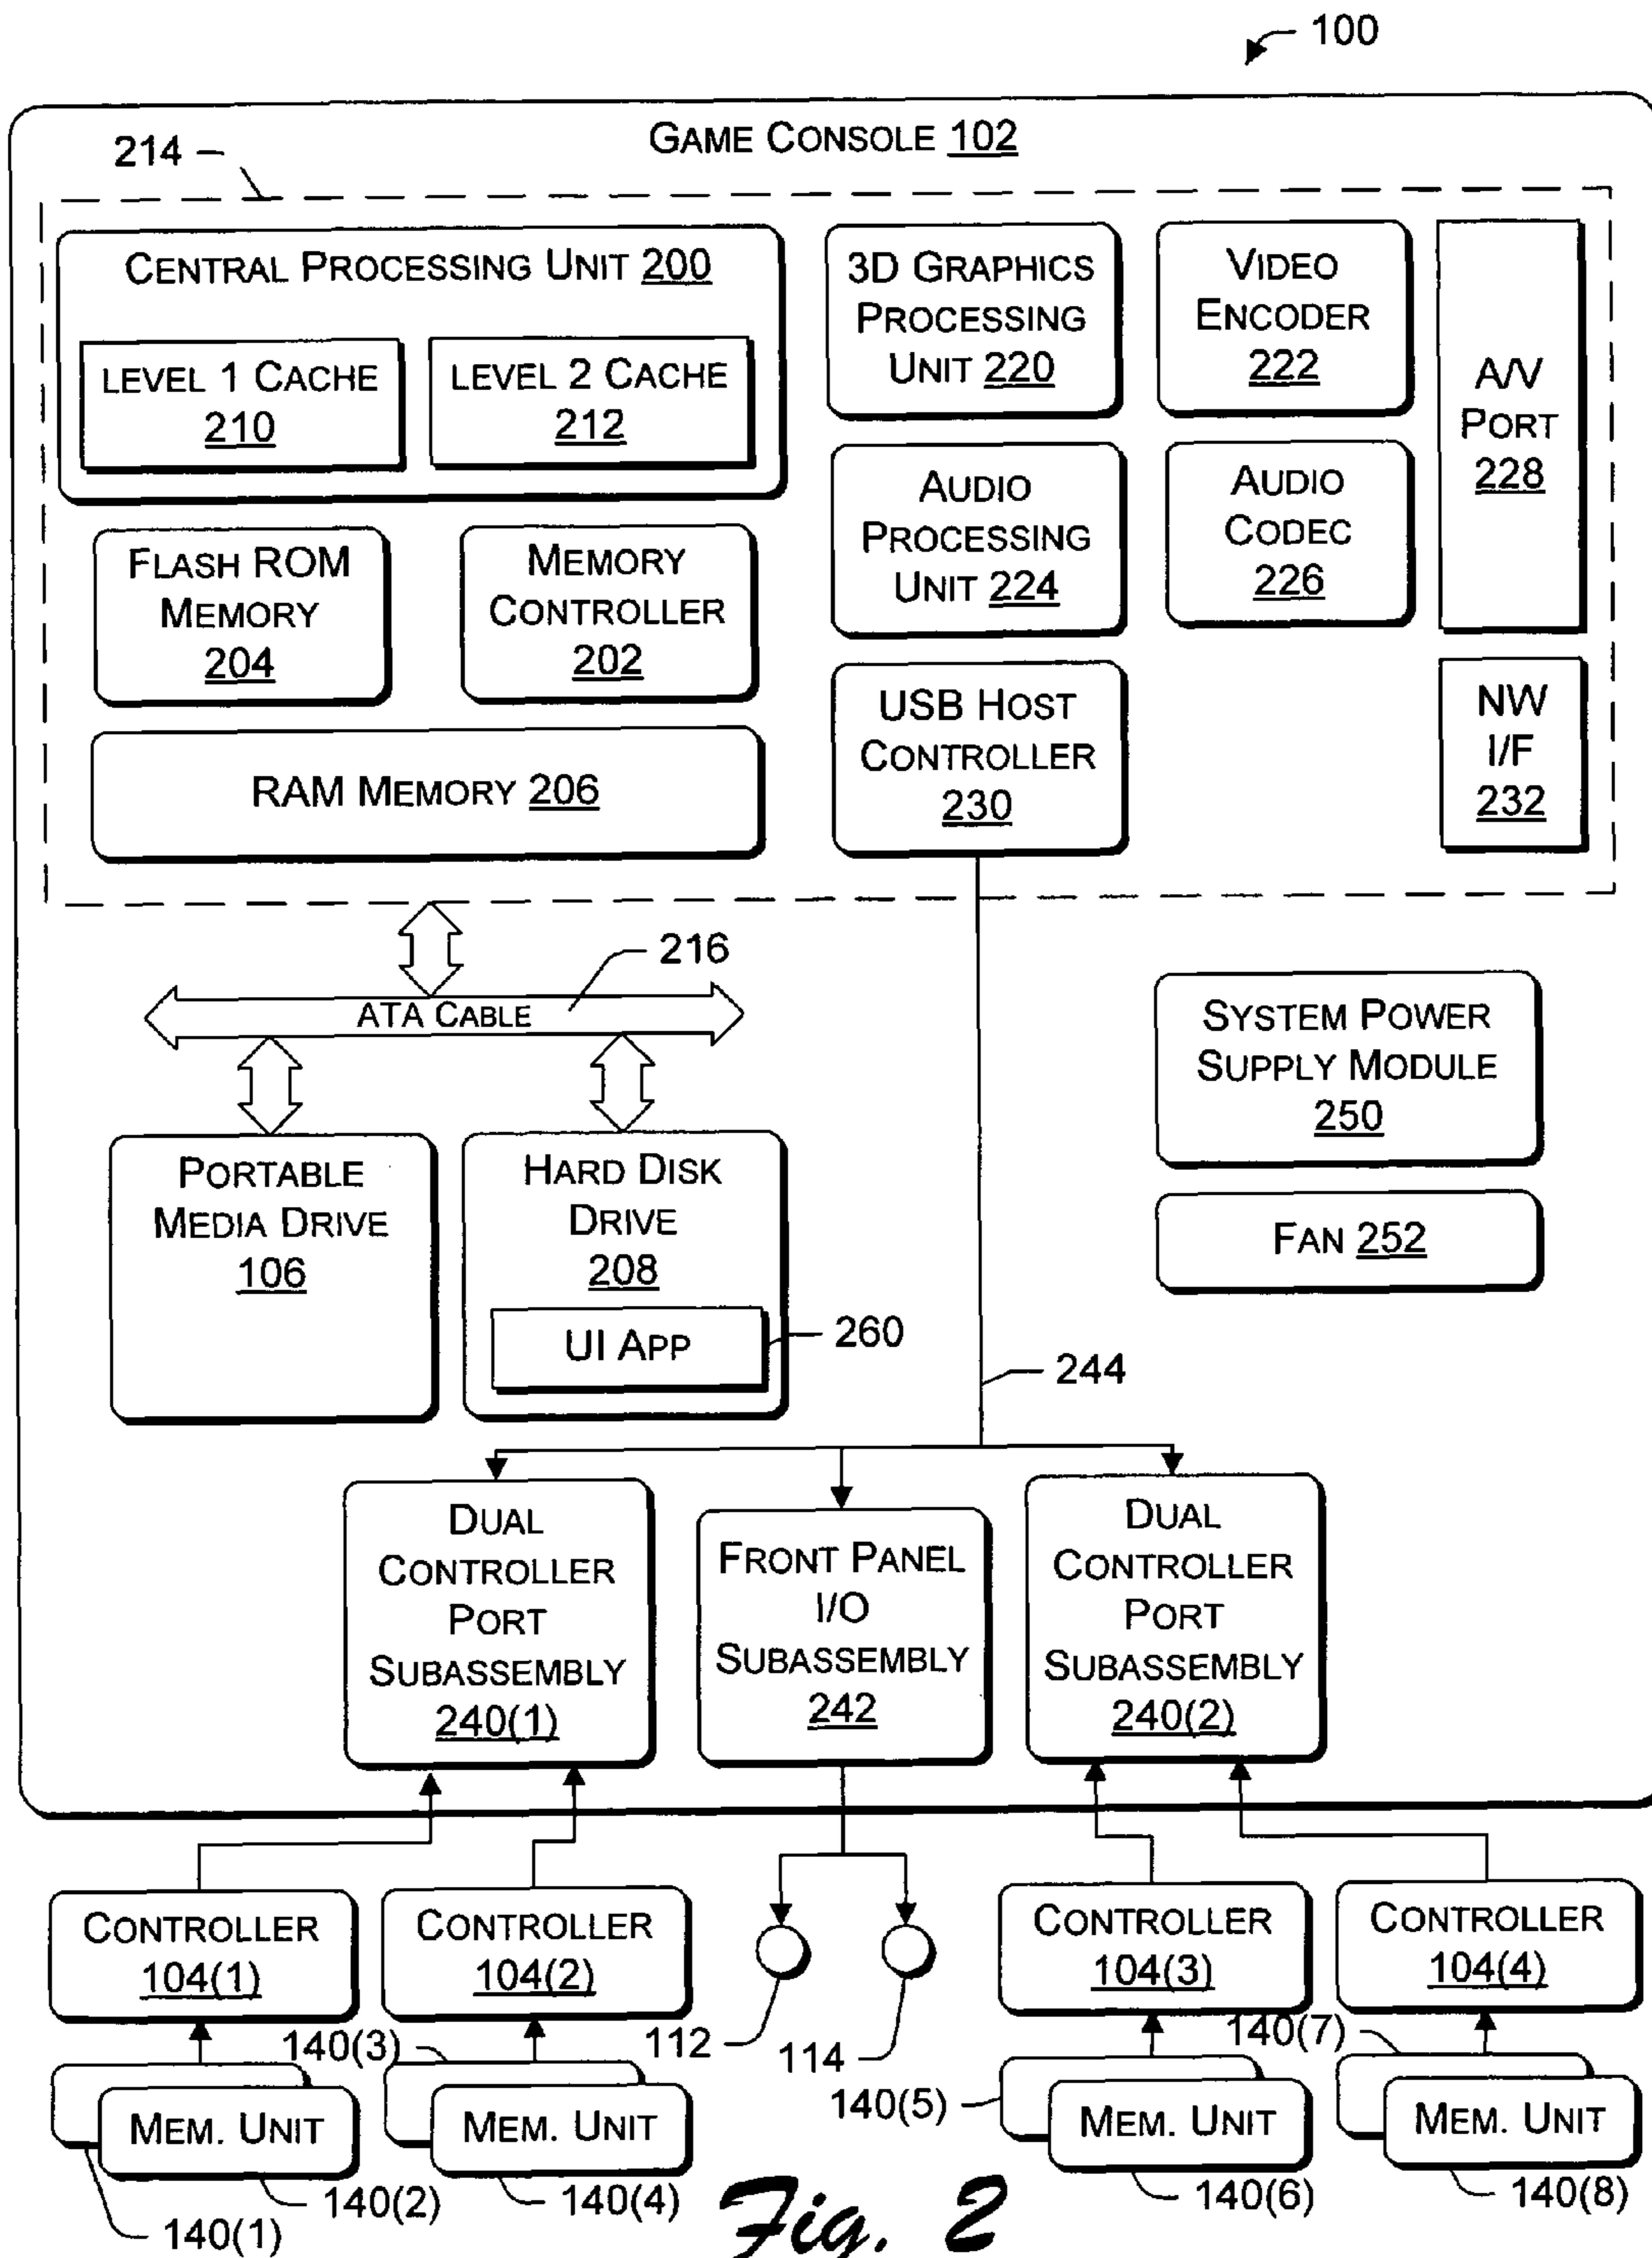 100
GAME CONSOLE 102
214
CENTRAL PROCESSING UNIT 200
LEVEL 1 CACHE
210
LEVEL 2 CACHE
212
3D GRAPHICS
PROCESSING
UNIT 220
VIDEO
ENCODER
222
A/V
PORT
228
AUDIO
PROCESSING
UNIT 224
AUDIO
CODEC
226
FLASH ROM
MEMORY
204
MEMORY
CONTROLLER
202
USB HOST
CONTROLLER
230
NW
I/F
232
RAM MEMORY 206
216
ATA CABLE
SYSTEM POWER
SUPPLY MODULE
250
PORTABLE
MEDIA DRIVE
106
HARD DISK
DRIVE
208
UI APP
260
FAN 252
244
DUAL
CONTROLLER
PORT
SUBASSEMBLY
240(1)
FRONT PANEL
I/O
SUBASSEMBLY
242
DUAL
CONTROLLER
PORT
SUBASSEMBLY
240(2)
CONTROLLER
104(1)
CONTROLLER
104(2)
CONTROLLER
104(3)
CONTROLLER
104(4)
112
114
140(3)
140(7)
140(5)
MEM. UNIT
MEM. UNIT
MEM. UNIT
MEM. UNIT
140(1)
140(2)
140(4)
140(6)
140(8)
Fig. 2